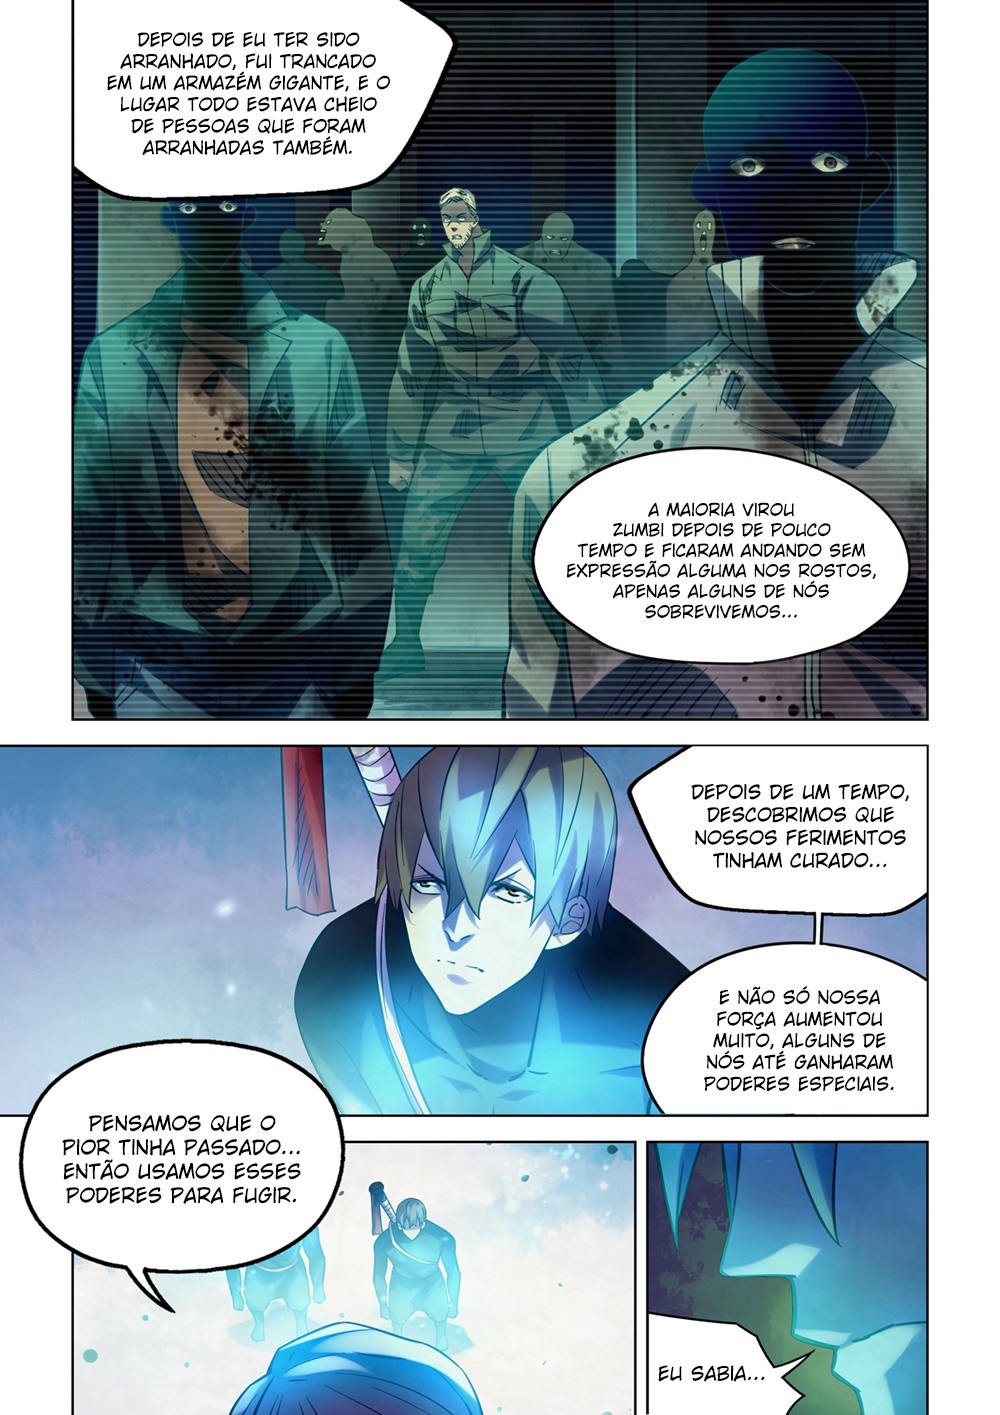 DEPOIS DE EU TER SIDO
ARRANHADO, FUI TRANCADO
EM UM ARMAZÉM GIGANTE, E O
LUGAR TODO ESTAVA CHEIO
DE PESSOAS QUE FORAM
ARRANHADAS TAMBÉM.
A MAIORIA VIROU
ZUMBI DEPOIS DE POUCO
TEMPO E FICARAM ANDANDO SEM
EXPRESSÃO ALGUMA NOS ROSTOS,
APENAS ALGUNS DE NÓS
SOBREVIVEMOS...
DEPOIS DE UM TEMPO,
DESCOBRIMOS QUE
NOSSOS FERIMENTOS
TINHAM CURADO...
E NÃO SÓ NOSSA
FORÇA AUMENTOU
MUITO, ALGUNS DE
NÓS ATÉ GANHARAM
PODERES ESPECIAIS.
PENSAMOS QUE O
PIOR TINHA PASSADO...
ENTÃO USAMOS ESSES
PODERES PARA FUGIR.
EU SABIA...